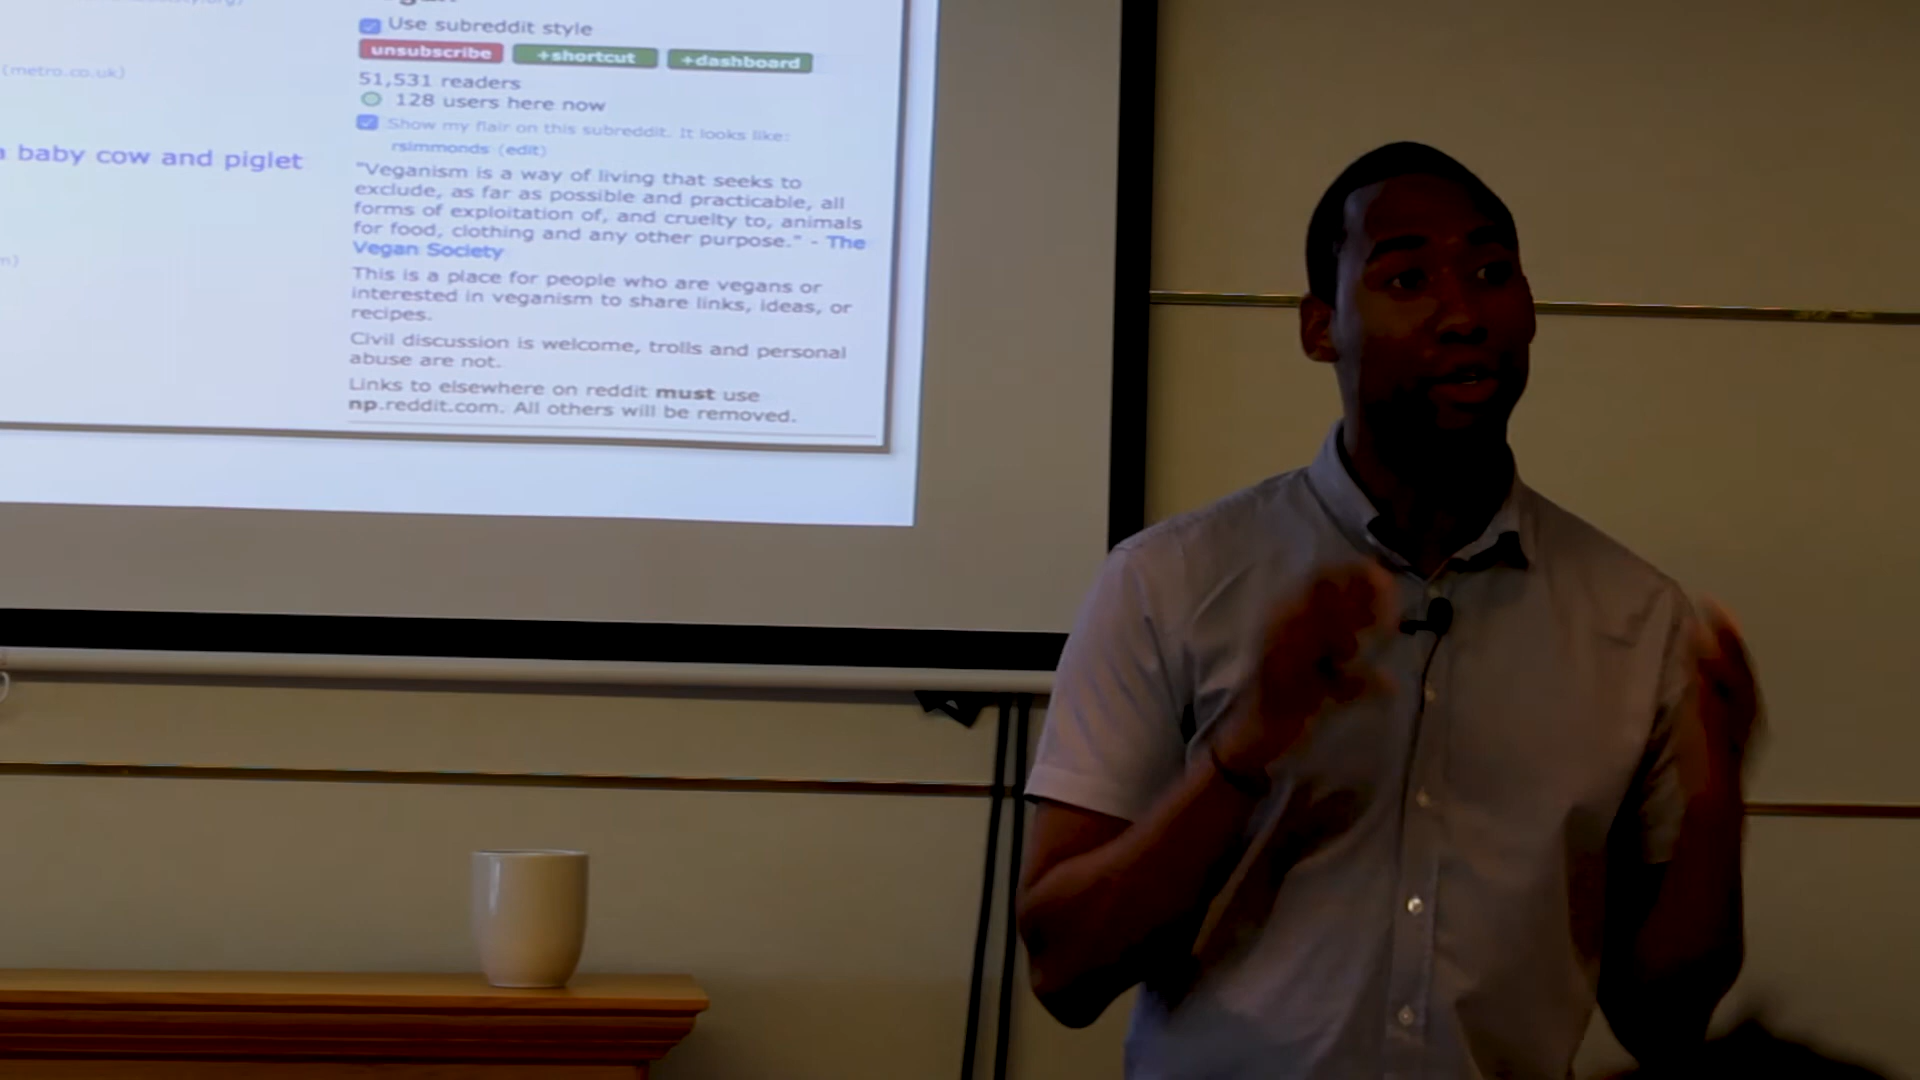 Use subreddit style
unsubscribe +shortcut +dashboard
51,531 readers
(metro.co.uk)
128 users here now
Show my flair on this subreddit. It looks like:
rsimmonds (edit)
baby cow and piglet
"Veganism is a way of living that seeks to
exclude, as far as possible and practicable, all
forms of exploitation of, and cruelty to, animals
for food, clothing and any other purpose." - The
Vegan Society
This is a place for people who are vegans or
interested in veganism to share links, ideas, or
recipes.
Civil discussion is welcome, trolls and personal
abuse are not.
Links to elsewhere on reddit must use
np.reddit.com. All others will be removed.